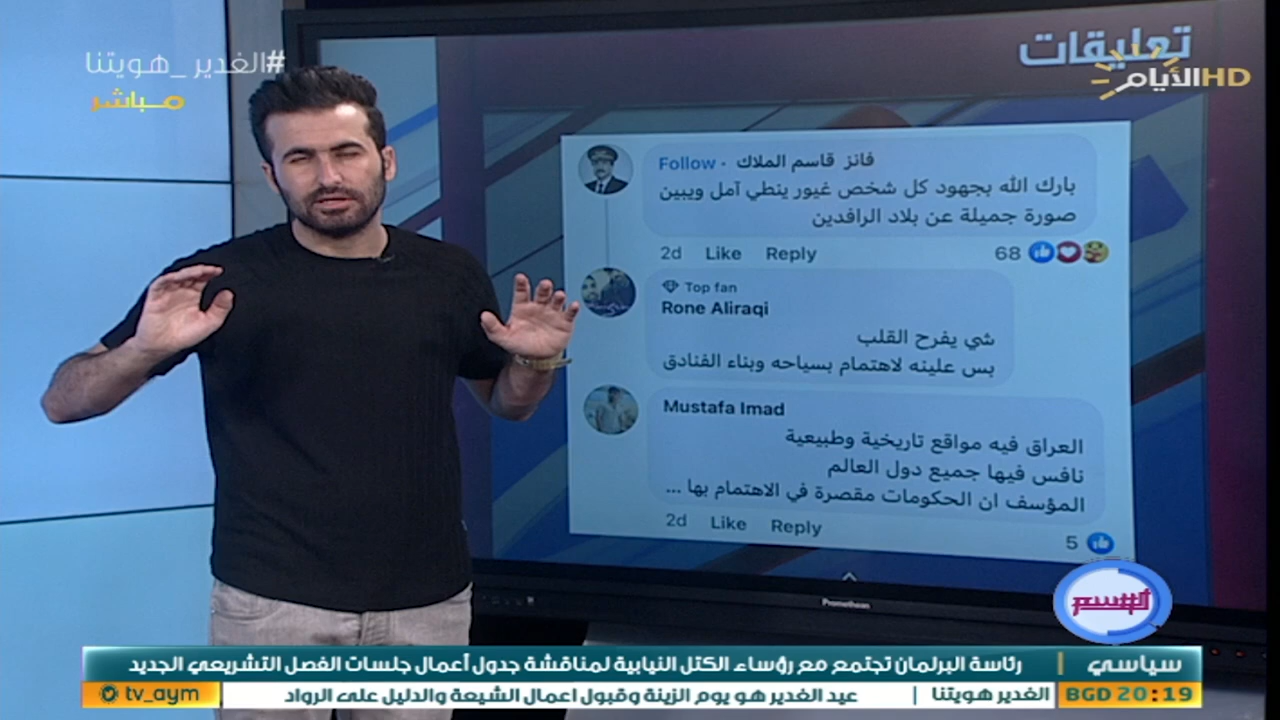 #الغدير_هويتنا
مباشر
تعليقات
الأيام HD
فائز قاسم الملاك · Follow
بارك الله بجهود كل شخص غيور ينطي آمل ويبين
صورة جميلة عن بلاد الرافدين
2d Like Reply 68
Top fan
Rone Aliraqi
شي يفرح القلب
بس علينه لاهتمام بسياحه وبناء الفنادق
Mustafa Imad
العراق فيه مواقع تاريخية وطبيعية
نافس فيها جميع دول العالم
المؤسف ان الحكومات مقصرة في الاهتمام بها ...
2d Like Reply 5
Promethean
سياسي | رئاسة البرلمان تجتمع مع رؤساء الكتل النيابية لمناقشة جدول أعمال جلسات الفصل التشريعي الجديد
BGD 20:19 الغدير هويتنا | عيد الغدير هو يوم الزينة وقبول اعمال الشيعة والدليل على الرواد tv_aym